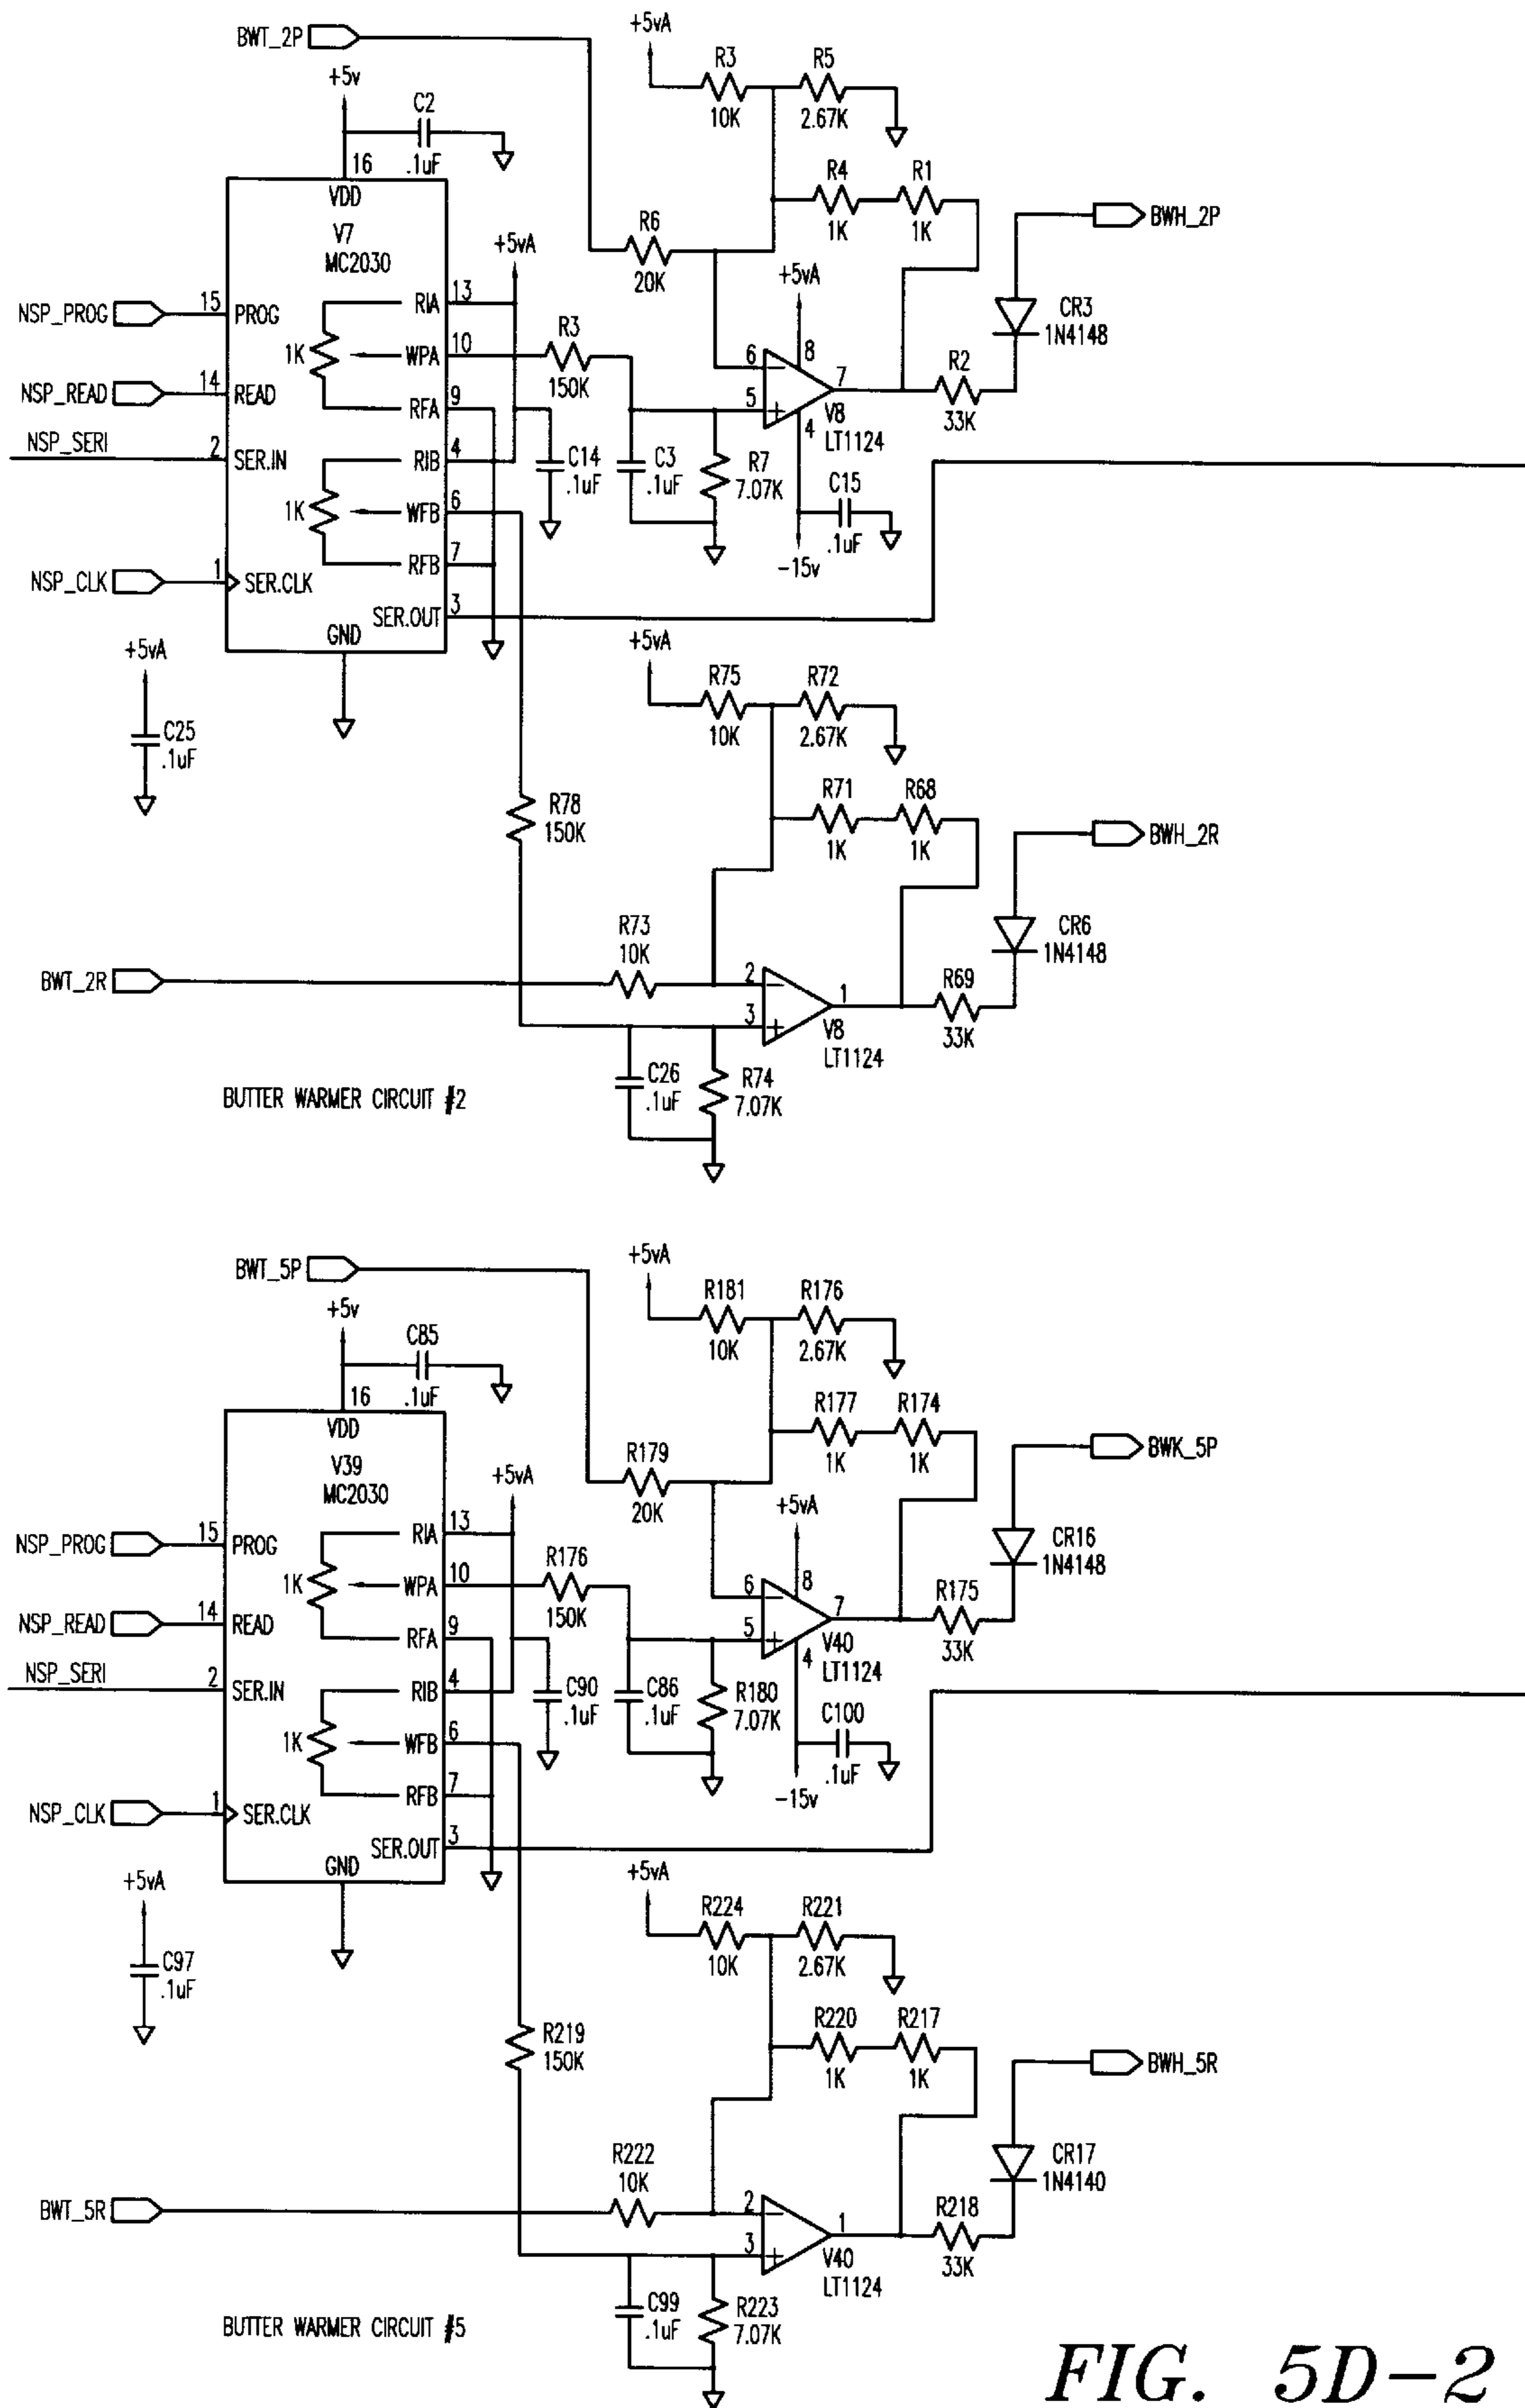 BWT_2P
+5vA
R3
R5
10K
2.67K
+5v
C2
.1uF
16
VDD
V7
MC2030
+5vA
R4
R1
1K
1K
R6
20K
BWH_2P
+5vA
CR3
1N4148
NSP_PROG
15
PROG
RIA
13
1K
WPA
10
R3
150K
6
8
7
R2
33K
NSP_READ
14
READ
RFA
9
5
4
V8
LT1124
NSP_SERI
2
SER.IN
RIB
4
C14
.1uF
C3
.1uF
R7
7.07K
C15
.1uF
1K
WFB
6
-15v
NSP_CLK
1
SER.CLK
RFB
7
SER.OUT
3
GND
+5vA
C25
.1uF
+5vA
R75
R72
10K
2.67K
R78
150K
R71
R68
1K
1K
BWH_2R
CR6
1N4148
R73
10K
BWT_2R
2
1
3
R69
33K
V8
LT1124
C26
.1uF
R74
7.07K
BUTTER WARMER CIRCUIT #2
BWT_5P
+5vA
R181
R176
10K
2.67K
+5v
C85
.1uF
16
VDD
V39
MC2030
+5vA
R177
R174
1K
1K
R179
20K
BWK_5P
+5vA
CR16
1N4148
NSP_PROG
15
PROG
RIA
13
1K
WPA
10
R176
150K
6
8
7
R175
33K
NSP_READ
14
READ
RFA
9
5
4
V40
LT1124
NSP_SERI
2
SER.IN
RIB
4
C90
.1uF
C86
.1uF
R180
7.07K
C100
.1uF
1K
WFB
6
-15v
NSP_CLK
1
SER.CLK
RFB
7
SER.OUT
3
GND
+5vA
C97
.1uF
+5vA
R224
R221
10K
2.67K
R219
150K
R220
R217
1K
1K
BWH_5R
CR17
1N4140
R222
10K
BWT_5R
2
1
3
R218
33K
V40
LT1124
C99
.1uF
R223
7.07K
BUTTER WARMER CIRCUIT #5
FIG. 5D-2